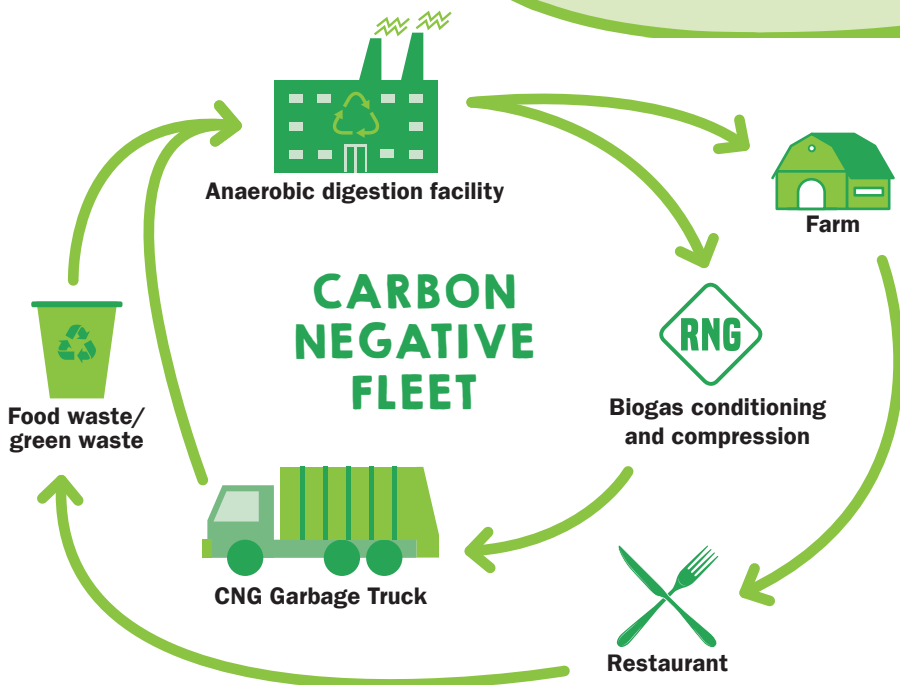 Anaerobic digestion facility
Farm
CARBON
NEGATIVE
FLEET
RNG
Biogas conditioning
and compression
Food waste/
green waste
CNG Garbage Truck
Restaurant